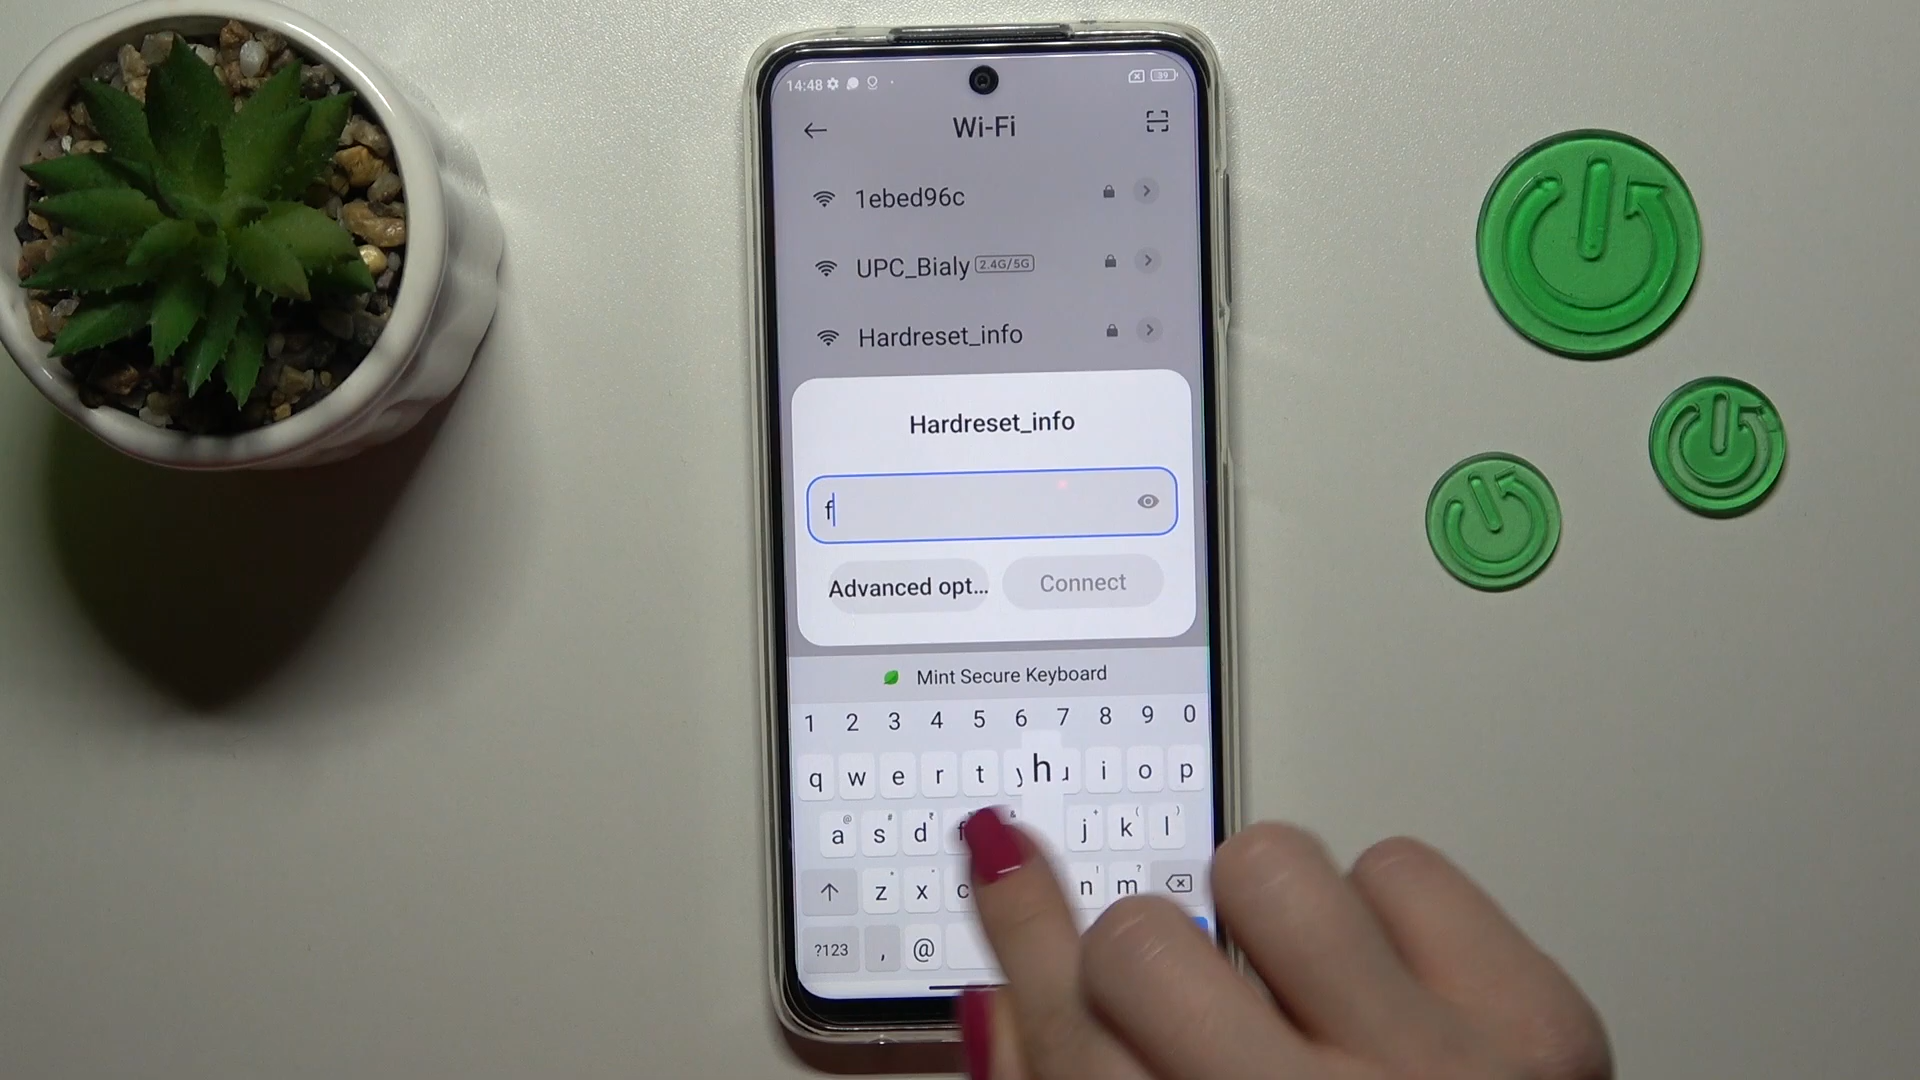 14:48 39
Wi-Fi
1ebed96c
UPC_Bialy 2.4G/5G
Hardreset_info
Hardreset_info
f
Advanced opt... Connect
Mint Secure Keyboard
1 2 3 4 5 6 7 8 9 0
q w e r t y h u i o p
@ # ₹ & + ( )
a s d f j k l
! ?
z x c n m
?123 , @